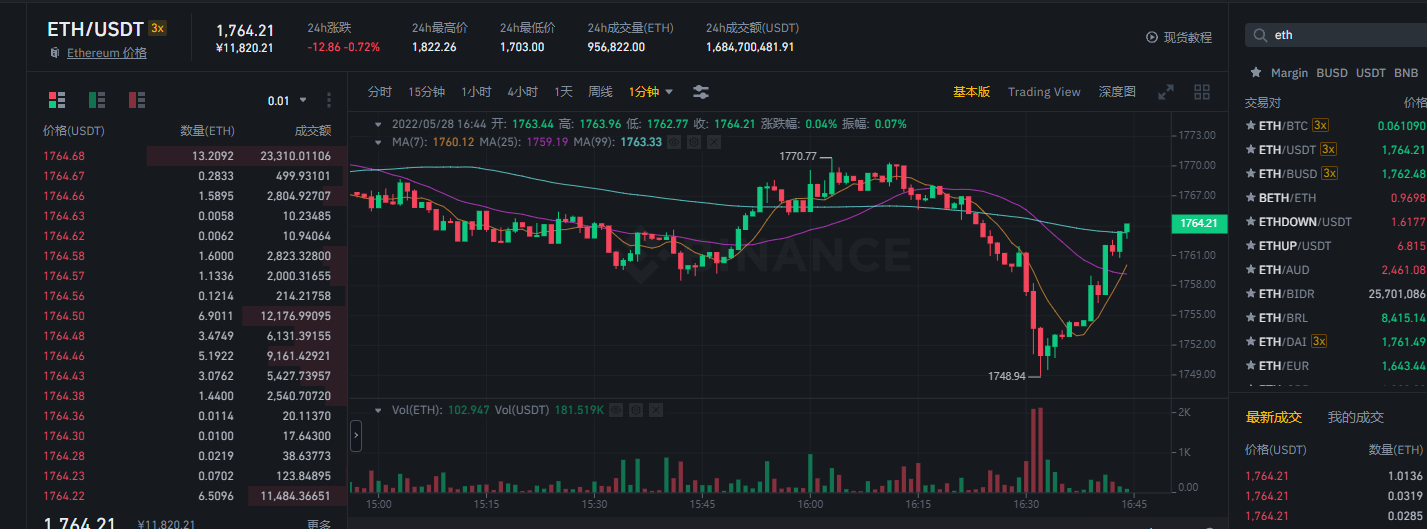 ETH/USDT 3x
Ethereum 价格
1,764.21
¥11,820.21
24h涨跌
-12.86 -0.72%
24h最高价
1,822.26
24h最低价
1,703.00
24h成交量(ETH)
956,822.00
24h成交额(USDT)
1,684,700,481.91
现货教程
0.01
价格(USDT) 数量(ETH) 成交额
1764.68 13.2092 23,310.01106
1764.67 0.2833 499.93101
1764.66 1.5895 2,804.92707
1764.63 0.0058 10.23485
1764.62 0.0062 10.94064
1764.58 1.6000 2,823.32800
1764.57 1.1336 2,000.31655
1764.56 0.1214 214.21758
1764.50 6.9011 12,176.99095
1764.48 3.4749 6,131.39155
1764.46 5.1922 9,161.42921
1764.43 3.0762 5,427.73957
1764.38 1.4400 2,540.70720
1764.36 0.0114 20.11370
1764.30 0.0100 17.64300
1764.28 0.0219 38.63773
1764.23 0.0702 123.84895
1764.22 6.5096 11,484.36651
1,764.21 ¥11,820.21 更多
分时 15分钟 1小时 4小时 1天 周线 1分钟
基本版 Trading View 深度图
2022/05/28 16:44 开: 1763.44 高: 1763.96 低: 1762.77 收: 1764.21 涨跌幅: 0.04% 振幅: 0.07%
MA(7): 1760.12 MA(25): 1759.19 MA(99): 1763.33
1770.77
1748.94
BINANCE
1773.00
1770.00
1767.00
1764.21
1761.00
1758.00
1755.00
1752.00
1749.00
Vol(ETH): 102.947 Vol(USDT) 181.519K
2K
1K
0.00
15:00 15:15 15:30 15:45 16:00 16:15 16:30 16:45
eth
Margin BUSD USDT BNB
交易对 价格
ETH/BTC 3x 0.061090
ETH/USDT 3x 1,764.21
ETH/BUSD 3x 1,762.48
BETH/ETH 0.9698
ETHDOWN/USDT 1.6177
ETHUP/USDT 6.815
ETH/AUD 2,461.08
ETH/BIDR 25,701,086
ETH/BRL 8,415.14
ETH/DAI 3x 1,761.49
ETH/EUR 1,643.44
最新成交 我的成交
价格(USDT) 数量(ETH)
1,764.21 1.0136
1,764.21 0.0319
1,764.21 0.0285